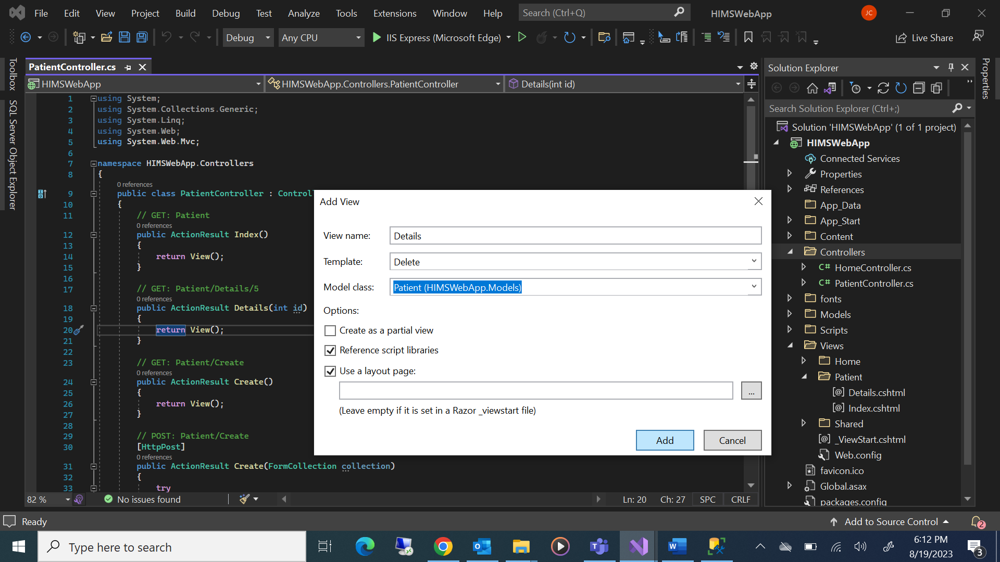 File Edit View Project Build Debug Test Analyze Tools Extensions Window Help Search (Ctrl+Q) HIMSWebApp JC
Debug Any CPU IIS Express (Microsoft Edge) Live Share
Toolbox
SQL Server Object Explorer
PatientController.cs
HIMSWebApp HIMSWebApp.Controllers.PatientController Details(int id)
1 using System;
2 using System.Collections.Generic;
3 using System.Linq;
4 using System.Web;
5 using System.Web.Mvc;
6
7 namespace HIMSWebApp.Controllers
8 {
0 references
9 public class PatientController : Controll
10 {
11 // GET: Patient
0 references
12 public ActionResult Index()
13 {
14 return View();
15 }
16
17 // GET: Patient/Details/5
0 references
18 public ActionResult Details(int id)
19 {
20 return View();
21 }
22
23 // GET: Patient/Create
0 references
24 public ActionResult Create()
25 {
26 return View();
27 }
28
29 // POST: Patient/Create
30 [HttpPost]
0 references
31 public ActionResult Create(FormCollection collection)
32 {
33 try
82 % No issues found Ln: 20 Ch: 27 SPC CRLF
Add View
View name: Details
Template: Delete
Model class: Patient (HIMSWebApp.Models)
Options:
Create as a partial view
Reference script libraries
Use a layout page:
...
(Leave empty if it is set in a Razor _viewstart file)
Add Cancel
Solution Explorer
Search Solution Explorer (Ctrl+;)
Solution 'HIMSWebApp' (1 of 1 project)
HIMSWebApp
Connected Services
Properties
References
App_Data
App_Start
Content
Controllers
C# HomeController.cs
C# PatientController.cs
fonts
Models
Scripts
Views
Home
Patient
[@] Details.cshtml
[@] Index.cshtml
Shared
[@] _ViewStart.cshtml
Web.config
favicon.ico
Global.asax
packages.config
Properties
Ready Add to Source Control 2
Type here to search
6:12 PM
8/19/2023
3